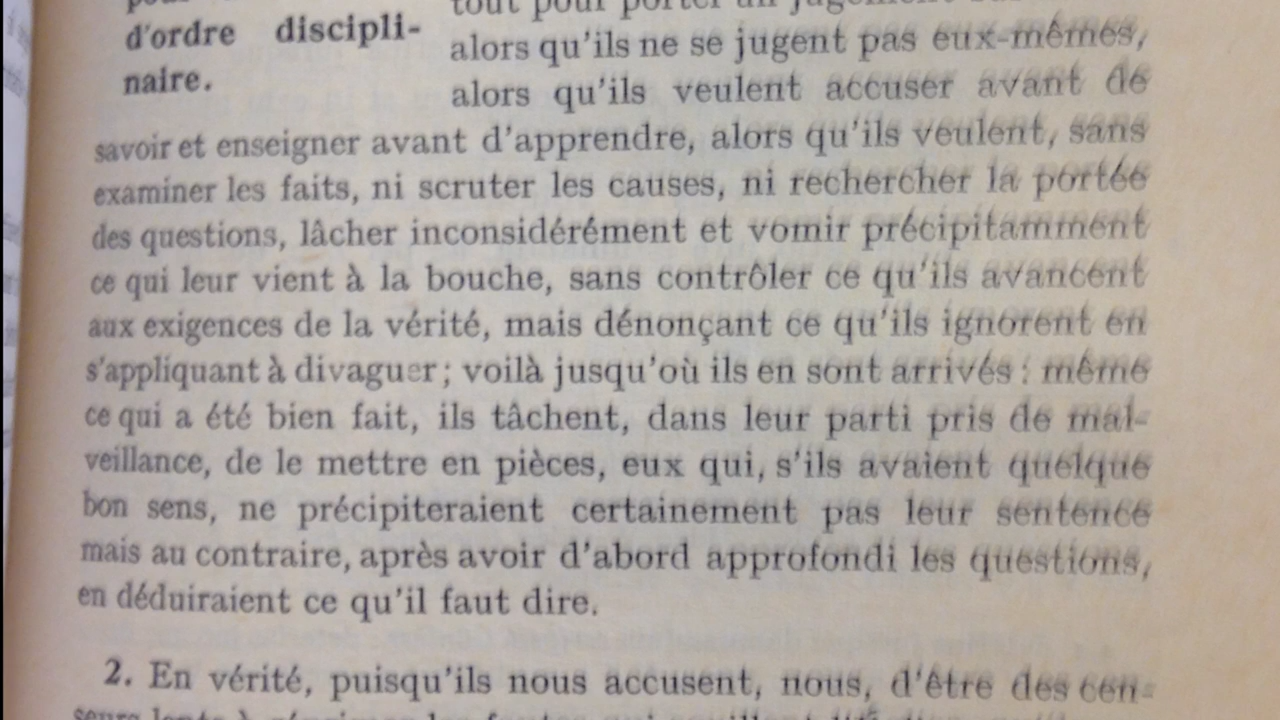 d'ordre discipli-
naire.
tout pour porter un jugement
alors qu'ils ne se jugent pas eux-mêmes,
alors qu'ils veulent accuser avant de
savoir et enseigner avant d'apprendre, alors qu'ils veulent, sans
examiner les faits, ni scruter les causes, ni rechercher la portée
des questions, lâcher inconsidérément et vomir précipitamment
ce qui leur vient à la bouche, sans contrôler ce qu'ils avancent
aux exigences de la vérité, mais dénonçant ce qu'ils ignorent en
s'appliquant à divaguer ; voilà jusqu'où ils en sont arrivés : même
ce qui a été bien fait, ils tâchent, dans leur parti pris de mal-
veillance, de le mettre en pièces, eux qui, s'ils avaient quelque
bon sens, ne précipiteraient certainement pas leur sentence
mais au contraire, après avoir d'abord approfondi les questions,
en déduiraient ce qu'il faut dire.
2. En vérité, puisqu'ils nous accusent, nous, d'être des cen-